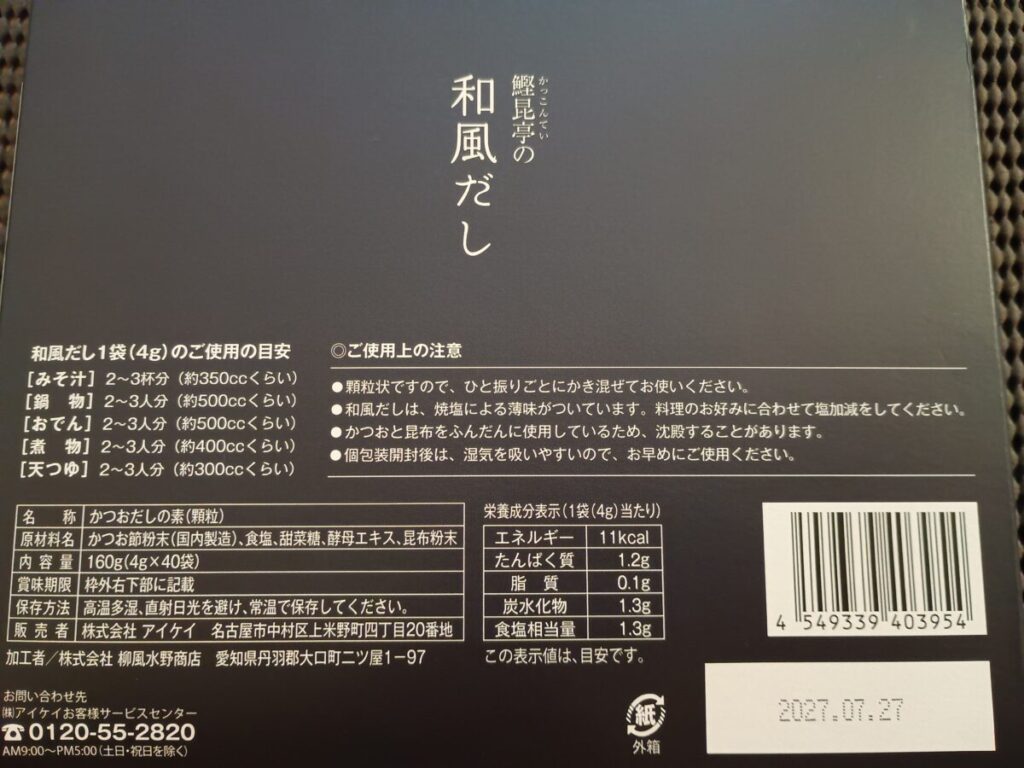 かっこんてい
鰹昆亭の
和風だし
和風だし1袋(4g)のご使用の目安
[みそ汁] 2〜3杯分(約350ccくらい)
[鍋 物] 2〜3人分(約500ccくらい)
[おでん] 2〜3人分(約500ccくらい)
[煮 物] 2〜3人分(約400ccくらい)
[天つゆ] 2〜3人分(約300ccくらい)
◎ご使用上の注意
●顆粒状ですので、ひと振りごとにかき混ぜてお使いください。
●和風だしは、焼塩による薄味がついています。料理のお好みに合わせて塩加減をしてください。
●かつおと昆布をふんだんに使用しているため、沈殿することがあります。
●個包装開封後は、湿気を吸いやすいので、お早めにご使用ください。
名 称 かつおだしの素(顆粒)
原材料名 かつお節粉末(国内製造)、食塩、甜菜糖、酵母エキス、昆布粉末
内容量 160g(4g×40袋)
賞味期限 枠外右下部に記載
保存方法 高温多湿、直射日光を避け、常温で保存してください。
販売者 株式会社 アイケイ 名古屋市中村区上米野町四丁目20番地
加工者/株式会社 柳風水野商店 愛知県丹羽郡大口町二ツ屋1-97
栄養成分表示(1袋(4g)当たり)
エネルギー 11kcal
たんぱく質 1.2g
脂 質 0.1g
炭水化物 1.3g
食塩相当量 1.3g
この表示値は、目安です。
4 549339 403954
お問い合わせ先
㈱アイケイお客様サービスセンター
☎0120-55-2820
AM9:00〜PM5:00(土日・祝日を除く)
紙
外箱
2027.07.27